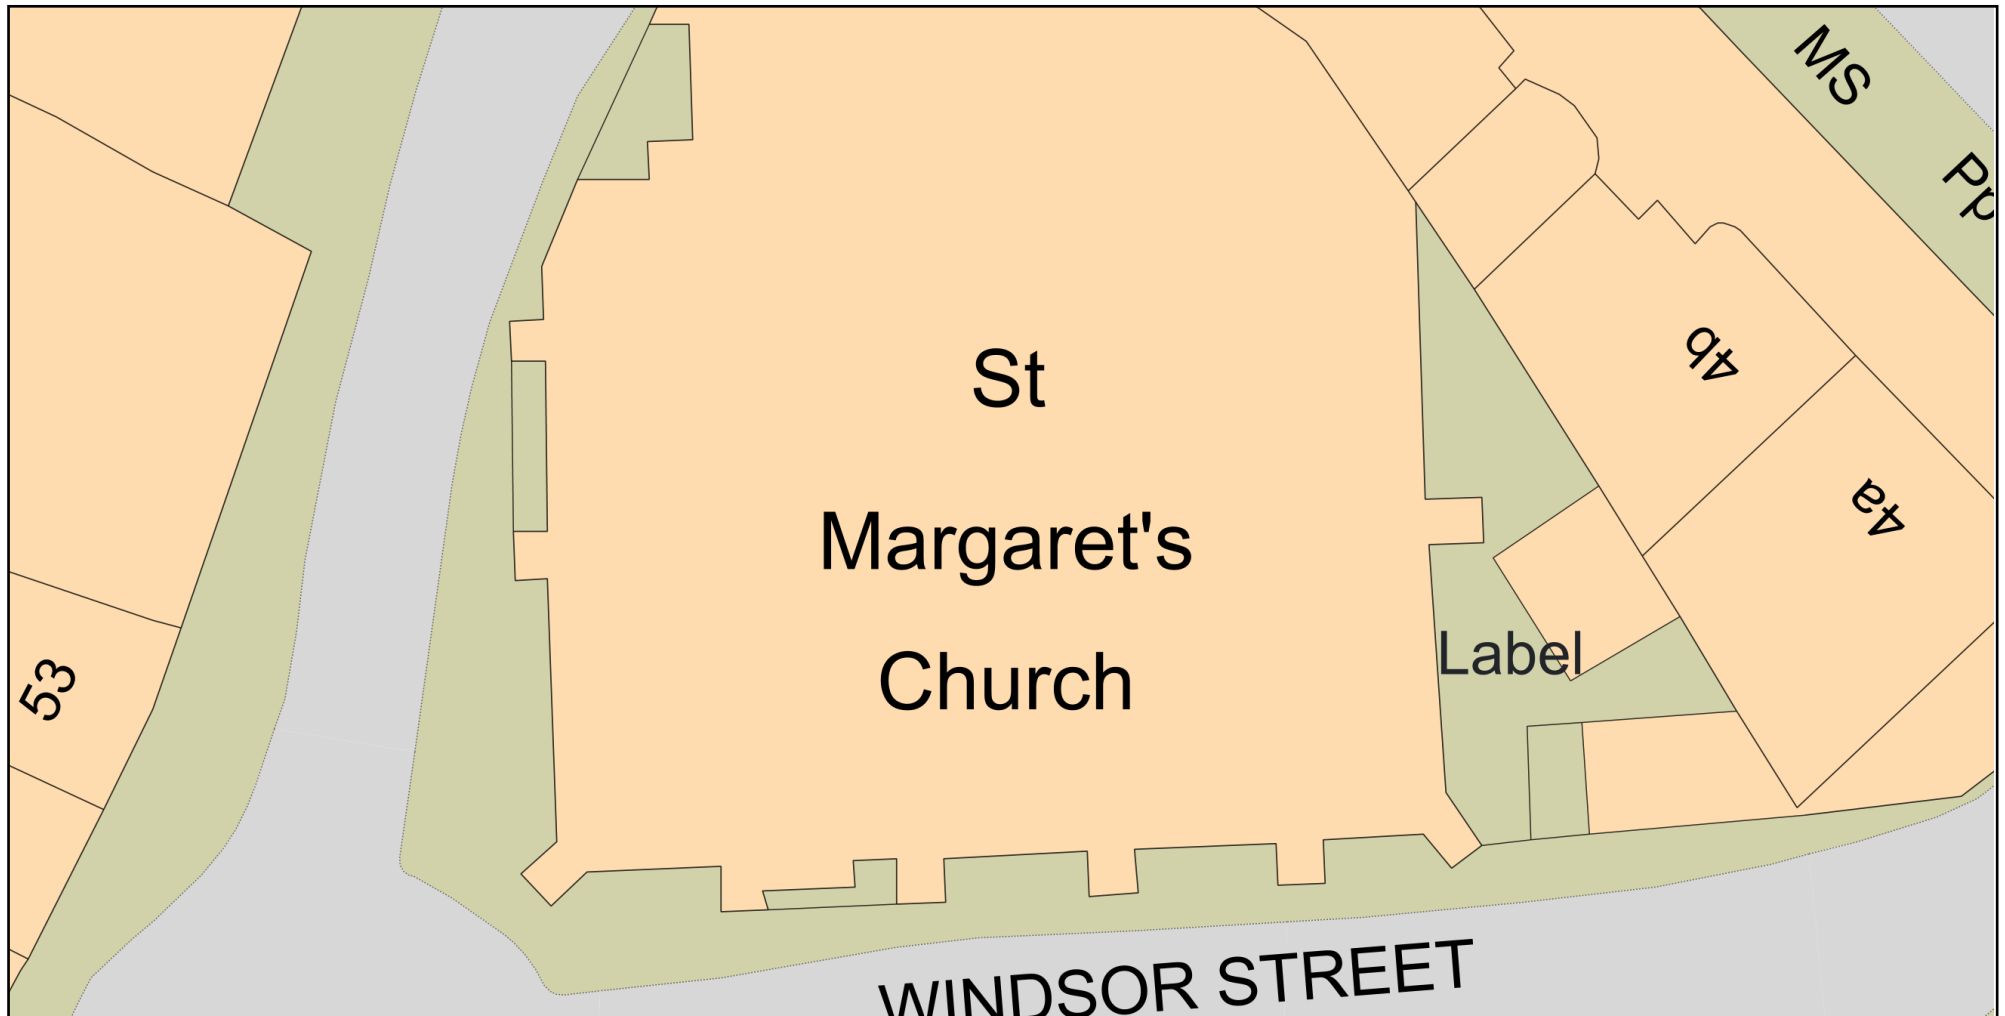 MS
Pp
St
4b
4a
Margaret's
Church
Label
53
WINDSOR STREET